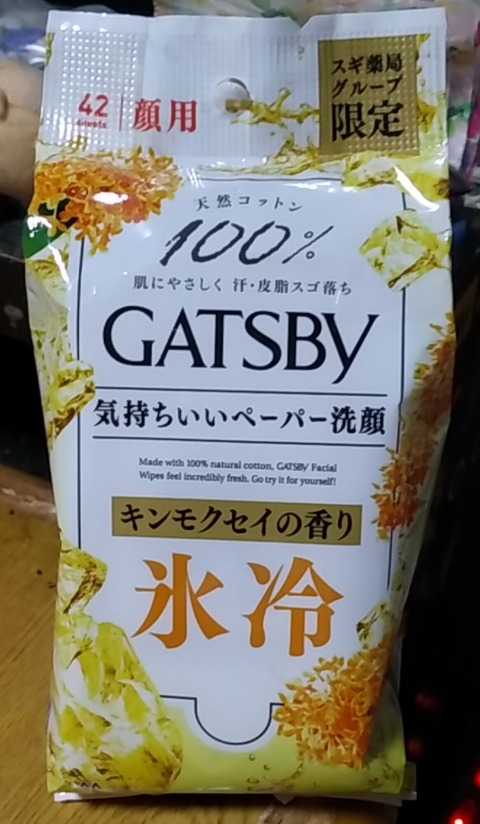 42
towels
顔用
スギ薬局
グループ
限定
天然コットン
100%
肌にやさしく 汗・皮脂スゴ落ち
GATSBY
気持ちいいペーパー洗顔
Made with 100% natural cotton, GATSBY Facial
Wipes feel incredibly fresh. Go try it for yourself!
キンモクセイの香り
氷冷